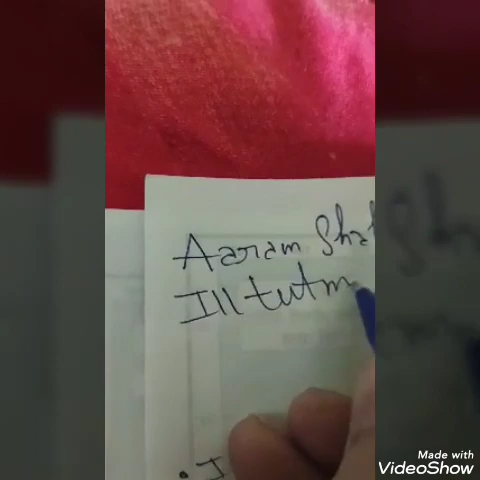 Aaram Sha
Illtutm
• I
Made with
VideoShow